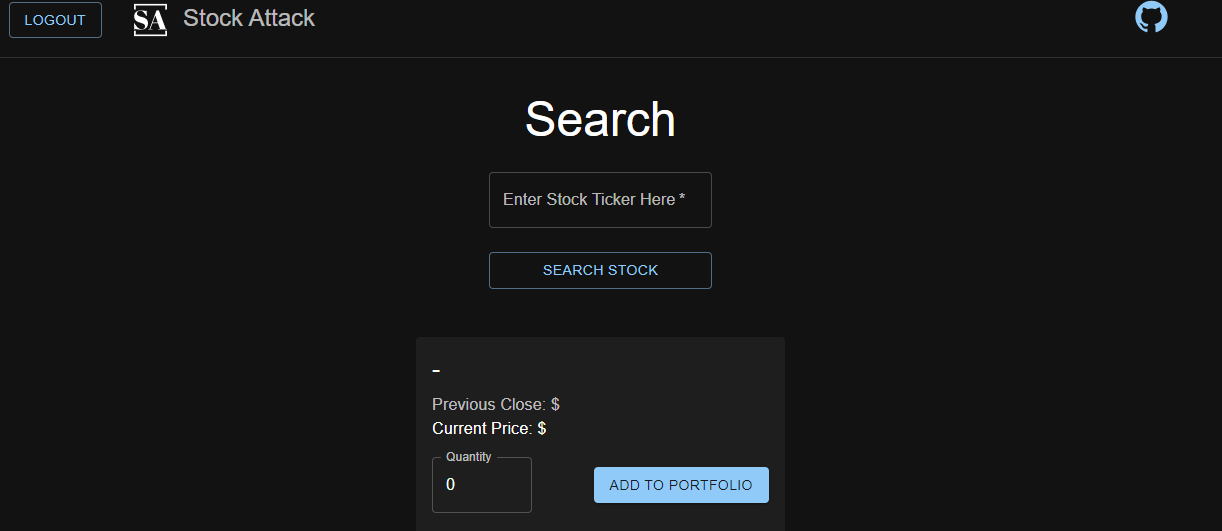 LOGOUT SA Stock Attack
Search
Enter Stock Ticker Here *
SEARCH STOCK
-
Previous Close: $
Current Price: $
Quantity
0
ADD TO PORTFOLIO